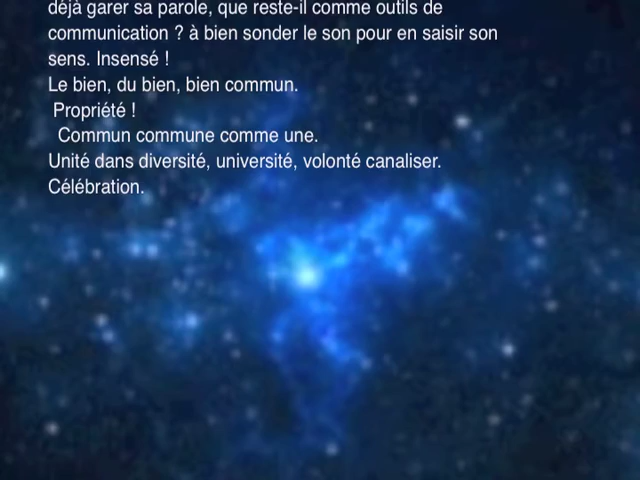 déjà garer sa parole, que reste-il comme outils de
communication ? à bien sonder le son pour en saisir son
sens. Insensé !
Le bien, du bien, bien commun.
Propriété !
Commun commune comme une.
Unité dans diversité, université, volonté canaliser.
Célébration.